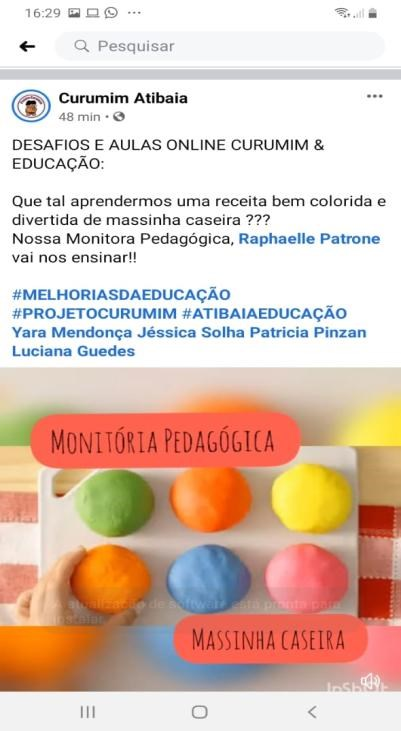 16:29
Pesquisar
Curumim Atibaia
48 min
DESAFIOS E AULAS ONLINE CURUMIM &
EDUCAÇÃO:
Que tal aprendermos uma receita bem colorida e
divertida de massinha caseira ???
Nossa Monitora Pedagógica, Raphaelle Patrone
vai nos ensinar!!
#MELHORIASDAEDUCAÇÃO
#PROJETOCURUMIM #ATIBAIAEDUCAÇÃO
Yara Mendonça Jéssica Solha Patricia Pinzan
Luciana Guedes
MONITÓRIA PEDAGÓGICA
A atualização de software está pronta para
instalar.
MASSINHA CASEIRA
InShot